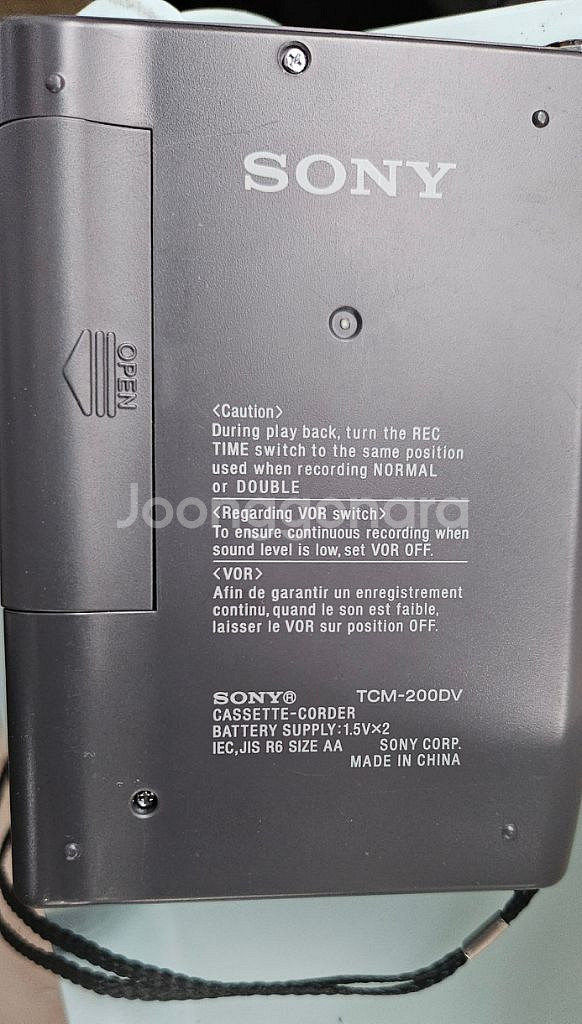 SONY
OPEN
<Caution>
During play back, turn the REC
TIME switch to the same position
used when recording NORMAL
or DOUBLE
Joonggonara
<Regarding VOR switch>
To ensure continuous recording when
sound level is low, set VOR OFF.
<VOR>
Afin de garantir un enregistrement
continu, quand le son est faible,
laisser le VOR sur position OFF.
SONY® TCM-200DV
CASSETTE-CORDER
BATTERY SUPPLY:1.5V×2
IEC,JIS R6 SIZE AA SONY CORP.
MADE IN CHINA